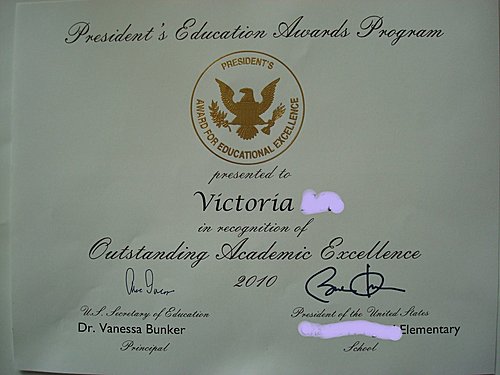 President's Education Awards Program
PRESIDENT'S
AWARD FOR EDUCATIONAL EXCELLENCE
presented to
Victoria
in recognition of
Outstanding Academic Excellence
2010
U.S. Secretary of Education
President of the United States
Dr. Vanessa Bunker
Elementary
Principal
School